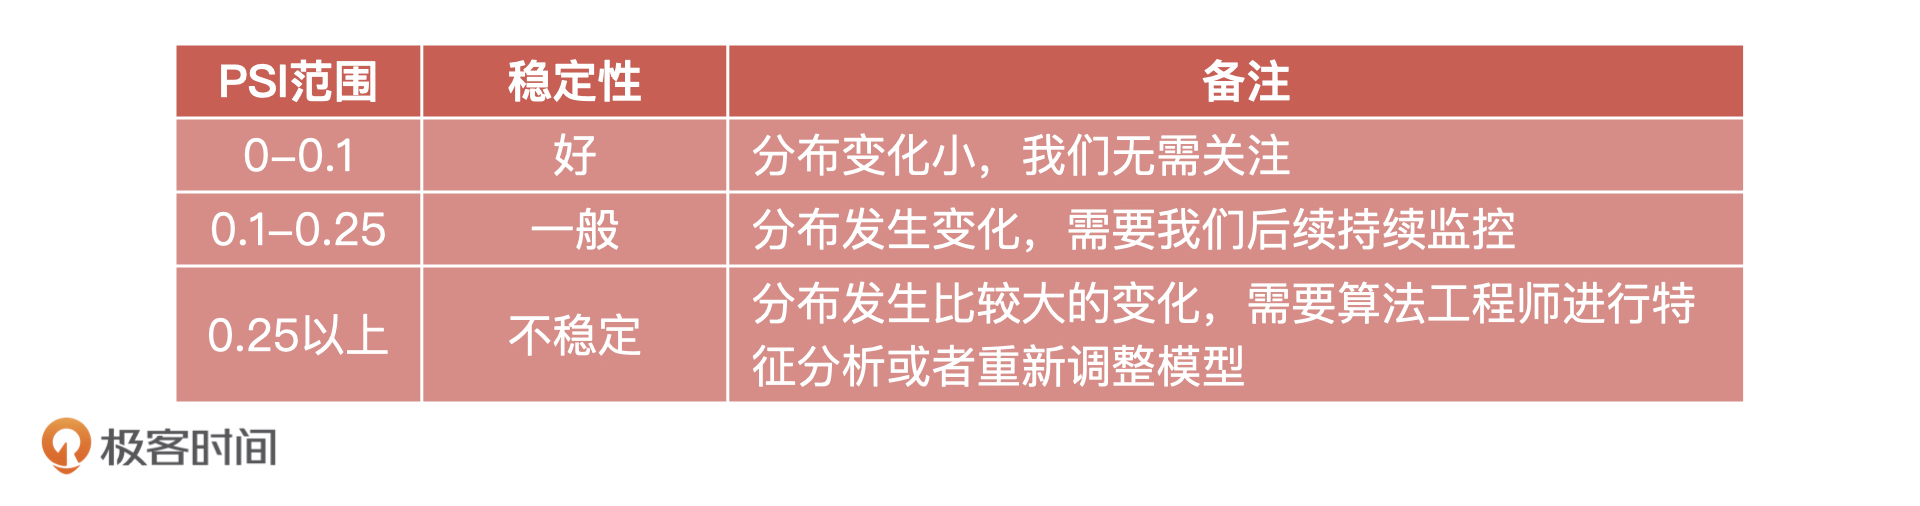 PSI范围 稳定性 备注
0-0.1 好 分布变化小，我们无需关注
0.1-0.25 一般 分布发生变化，需要我们后续持续监控
0.25以上 不稳定 分布发生比较大的变化，需要算法工程师进行特
征分析或者重新调整模型
极客时间